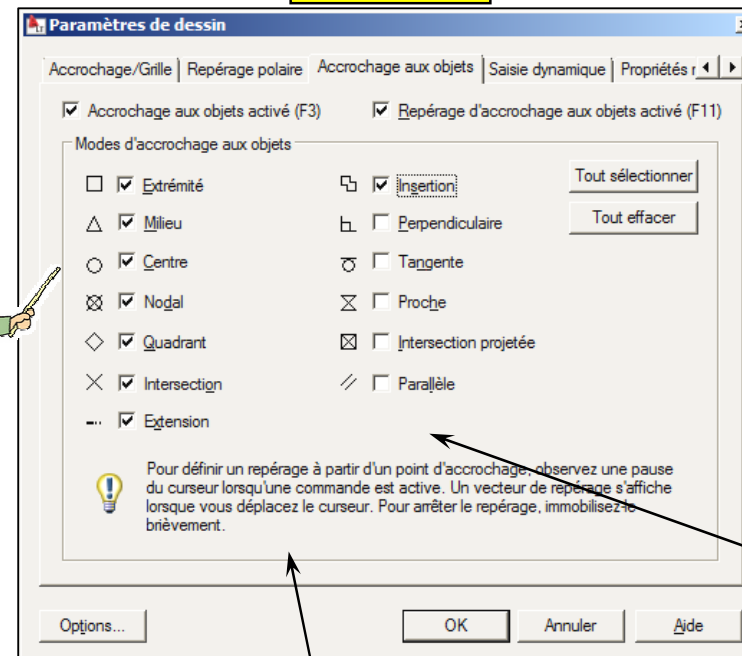 Paramètres de dessin
Accrochage/Grille Repérage polaire Accrochage aux objets Saisie dynamique Propriétés r
Accrochage aux objets activé (F3) Repérage d'accrochage aux objets activé (F11)
Modes d'accrochage aux objets
Extrémité Insertion Tout sélectionner
Milieu Perpendiculaire Tout effacer
Centre Tangente
Nodal Proche
Quadrant Intersection projetée
Intersection Parallèle
Extension
Pour définir un repérage à partir d'un point d'accrochage, observez une pause
du curseur lorsqu'une commande est active. Un vecteur de repérage s'affiche
lorsque vous déplacez le curseur. Pour arrêter le repérage, immobilisez-le
brièvement.
Options... OK Annuler Aide